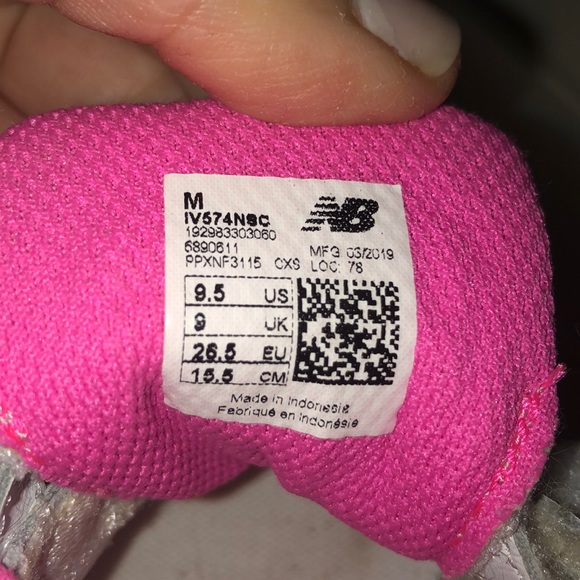 M
IV574NSC
192983303060
6890611
PPXNF3115 CXS
MFG 03/2019
LOC: 78
9.5 US
9 UK
26.5 EU
15.5 CM
Made in Indonesia
Fabriqué en Indonésie
NB